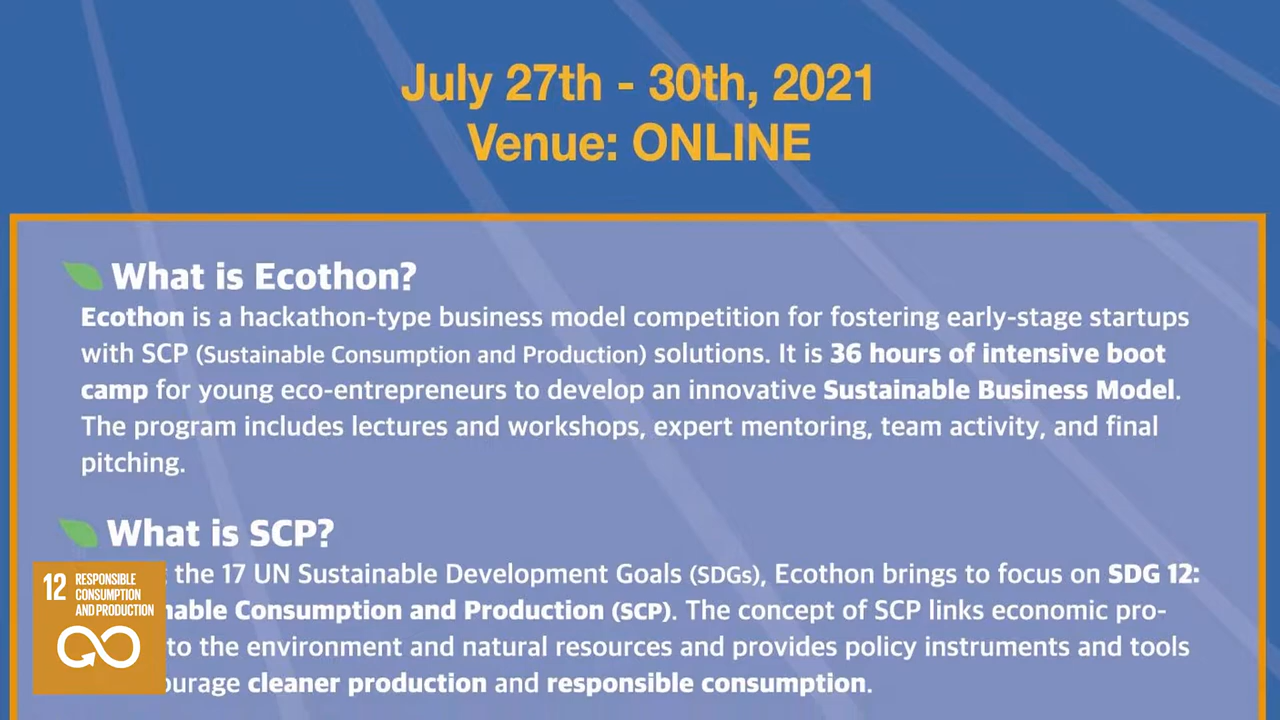 July 27th - 30th, 2021
Venue: ONLINE
What is Ecothon?
Ecothon is a hackathon-type business model competition for fostering early-stage startups
with SCP (Sustainable Consumption and Production) solutions. It is 36 hours of intensive boot
camp for young eco-entrepreneurs to develop an innovative Sustainable Business Model.
The program includes lectures and workshops, expert mentoring, team activity, and final
pitching.
What is SCP?
the 17 UN Sustainable Development Goals (SDGs), Ecothon brings to focus on SDG 12:
nable Consumption and Production (SCP). The concept of SCP links economic pro-
to the environment and natural resources and provides policy instruments and tools
ourage cleaner production and responsible consumption.
12 RESPONSIBLE
CONSUMPTION
AND PRODUCTION